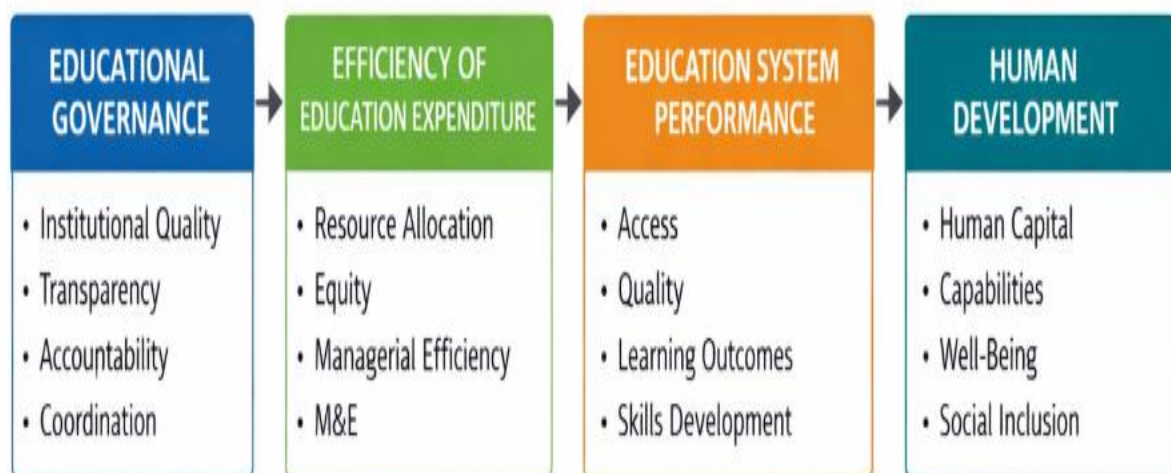 EDUCATIONAL
GOVERNANCE
• Institutional Quality
• Transparency
• Accountability
• Coordination
EFFICIENCY OF
EDUCATION EXPENDITURE
• Resource Allocation
• Equity
• Managerial Efficiency
• M&E
EDUCATION SYSTEM
PERFORMANCE
• Access
• Quality
• Learning Outcomes
• Skills Development
HUMAN
DEVELOPMENT
• Human Capital
• Capabilities
• Well-Being
• Social Inclusion